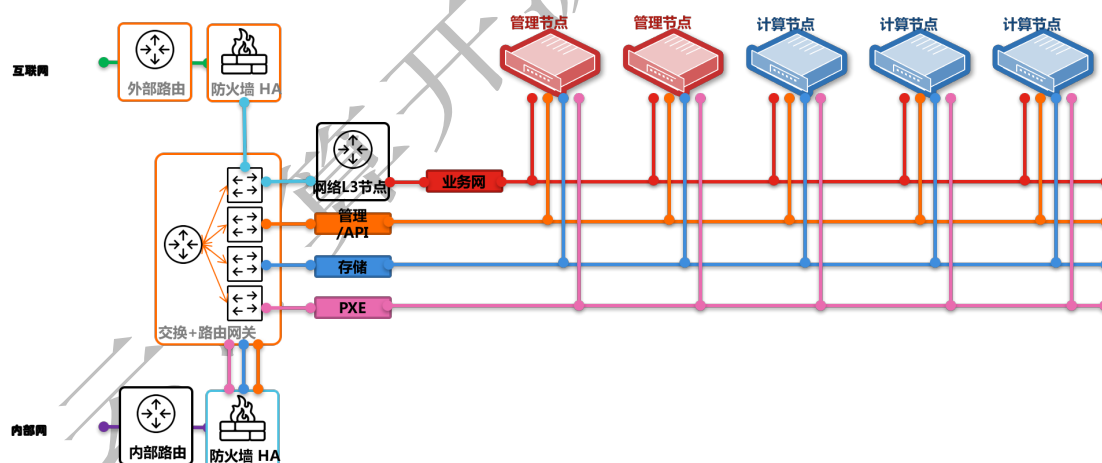 管理节点
管理节点
计算节点
计算节点
计算节点
互联网
外部路由
防火墙 HA
网络L3节点
业务网
管理
/API
存储
PXE
交换+路由网关
内部网
内部路由
防火墙 HA